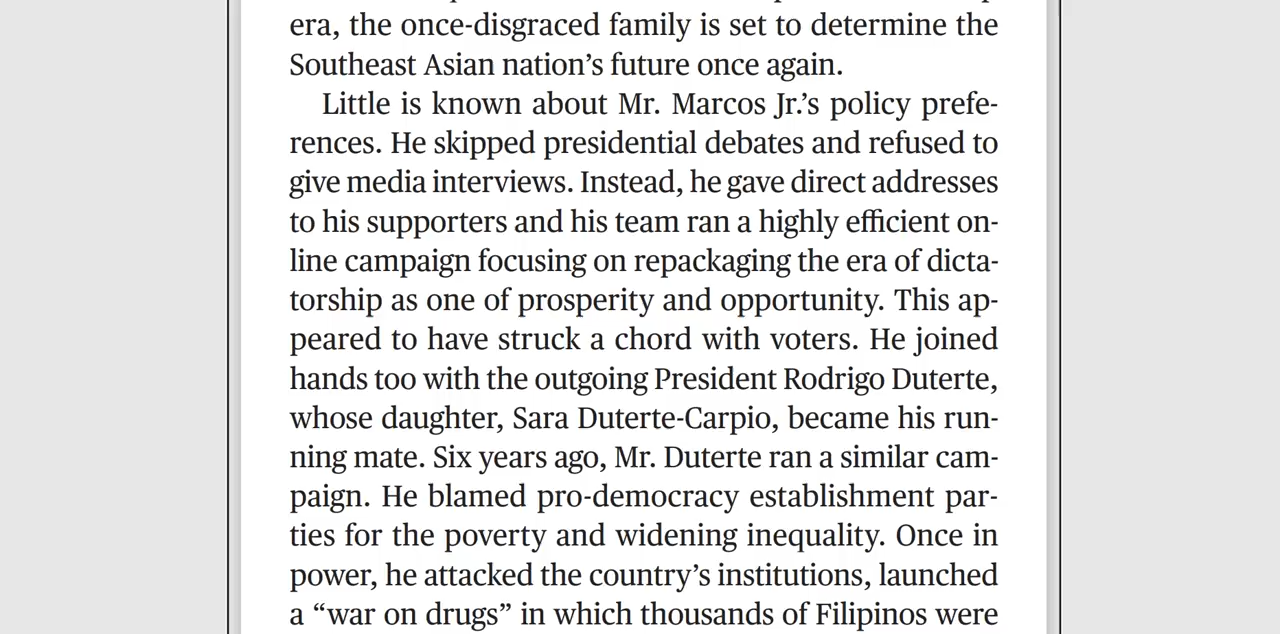 era, the once-disgraced family is set to determine the
Southeast Asian nation’s future once again.
Little is known about Mr. Marcos Jr.’s policy prefe-
rences. He skipped presidential debates and refused to
give media interviews. Instead, he gave direct addresses
to his supporters and his team ran a highly efficient on-
line campaign focusing on repackaging the era of dicta-
torship as one of prosperity and opportunity. This ap-
peared to have struck a chord with voters. He joined
hands too with the outgoing President Rodrigo Duterte,
whose daughter, Sara Duterte-Carpio, became his run-
ning mate. Six years ago, Mr. Duterte ran a similar cam-
paign. He blamed pro-democracy establishment par-
ties for the poverty and widening inequality. Once in
power, he attacked the country’s institutions, launched
a “war on drugs” in which thousands of Filipinos were